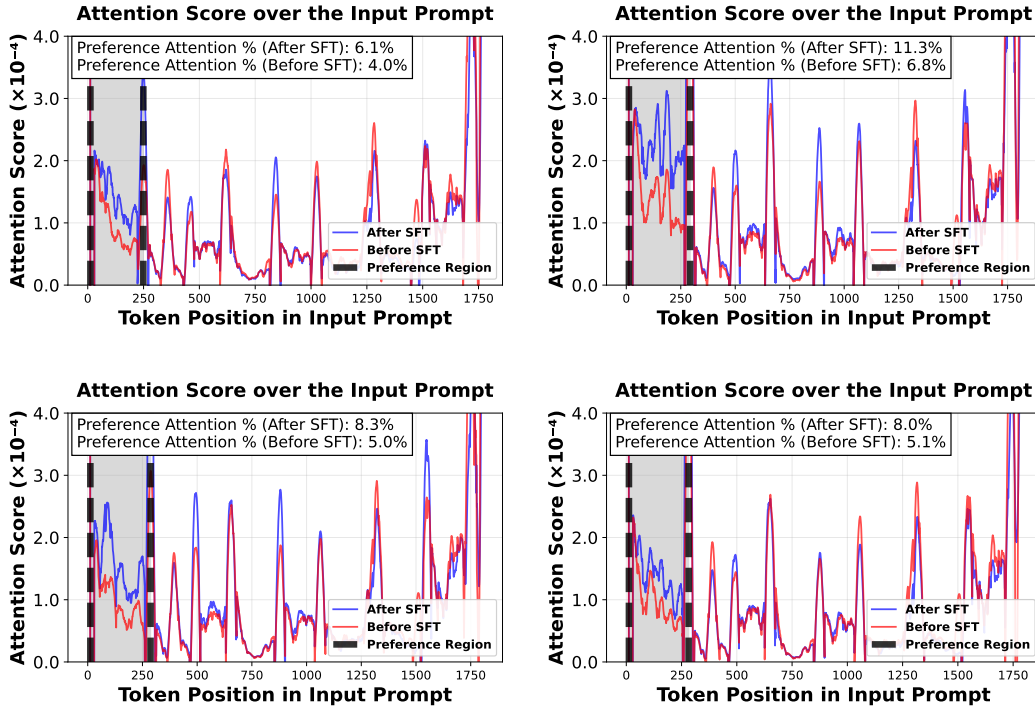 Attention Score over the Input Prompt
Preference Attention % (After SFT): 6.1%
Preference Attention % (Before SFT): 4.0%
Attention Score (×10⁻⁴)
4.0
3.0
2.0
1.0
0.0
After SFT
Before SFT
Preference Region
0 250 500 750 1000 1250 1500 1750
Token Position in Input Prompt
Attention Score over the Input Prompt
Preference Attention % (After SFT): 11.3%
Preference Attention % (Before SFT): 6.8%
Attention Score (×10⁻⁴)
4.0
3.0
2.0
1.0
0.0
After SFT
Before SFT
Preference Region
0 250 500 750 1000 1250 1500 1750
Token Position in Input Prompt
Attention Score over the Input Prompt
Preference Attention % (After SFT): 8.3%
Preference Attention % (Before SFT): 5.0%
Attention Score (×10⁻⁴)
4.0
3.0
2.0
1.0
0.0
After SFT
Before SFT
Preference Region
0 250 500 750 1000 1250 1500 1750
Token Position in Input Prompt
Attention Score over the Input Prompt
Preference Attention % (After SFT): 8.0%
Preference Attention % (Before SFT): 5.1%
Attention Score (×10⁻⁴)
4.0
3.0
2.0
1.0
0.0
After SFT
Before SFT
Preference Region
0 250 500 750 1000 1250 1500 1750
Token Position in Input Prompt